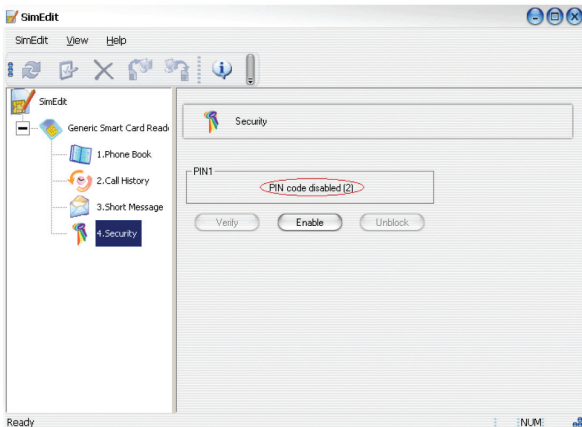 SimEdit
SimEdit View Help
SimEdit
Generic Smart Card Read
1.Phone Book
2.Call History
3.Short Message
4.Security
Security
PIN1
PIN code disabled [2]
Verify Enable Unblock
Ready NUM